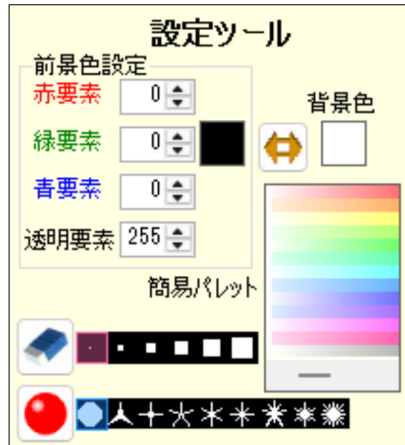 設定ツール
前景色設定
赤要素 0
背景色
緑要素 0
青要素 0
透明要素 255
簡易パレット